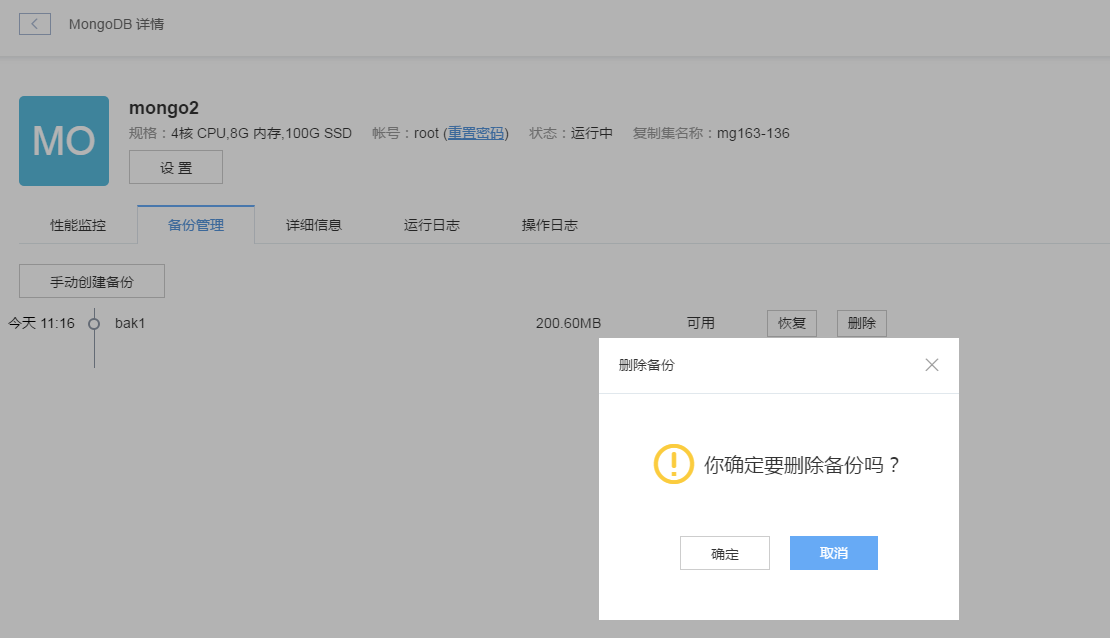 MongoDB 详情
MO
mongo2
规格：4核 CPU,8G 内存,100G SSD 帐号：root (重置密码) 状态：运行中 复制集名称：mg163-136
设 置
性能监控 备份管理 详细信息 运行日志 操作日志
手动创建备份
今天 11:16 bak1 200.60MB 可用 恢复 删除
删除备份
你确定要删除备份吗？
确定 取消